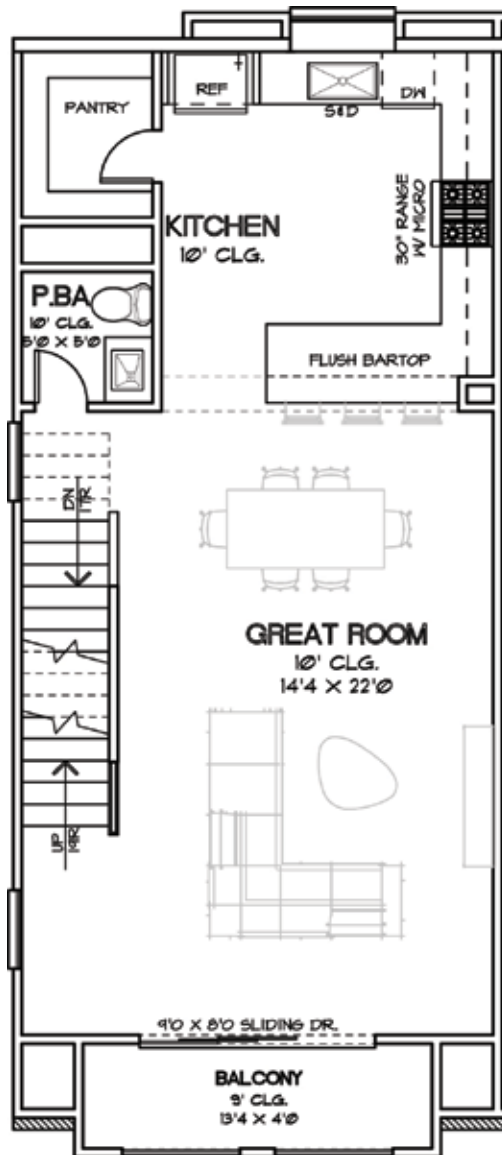 PANTRY
REF
S&D
DW
30" RANGE
W/ MICRO
KITCHEN
10' CLG.
P.BA
10' CLG.
5'0 X 5'0
FLUSH BARTOP
DN
17R
GREAT ROOM
10' CLG.
14'4 X 22'0
UP
19R
9'0 X 8'0 SLIDING DR.
BALCONY
9' CLG.
13'4 X 4'0